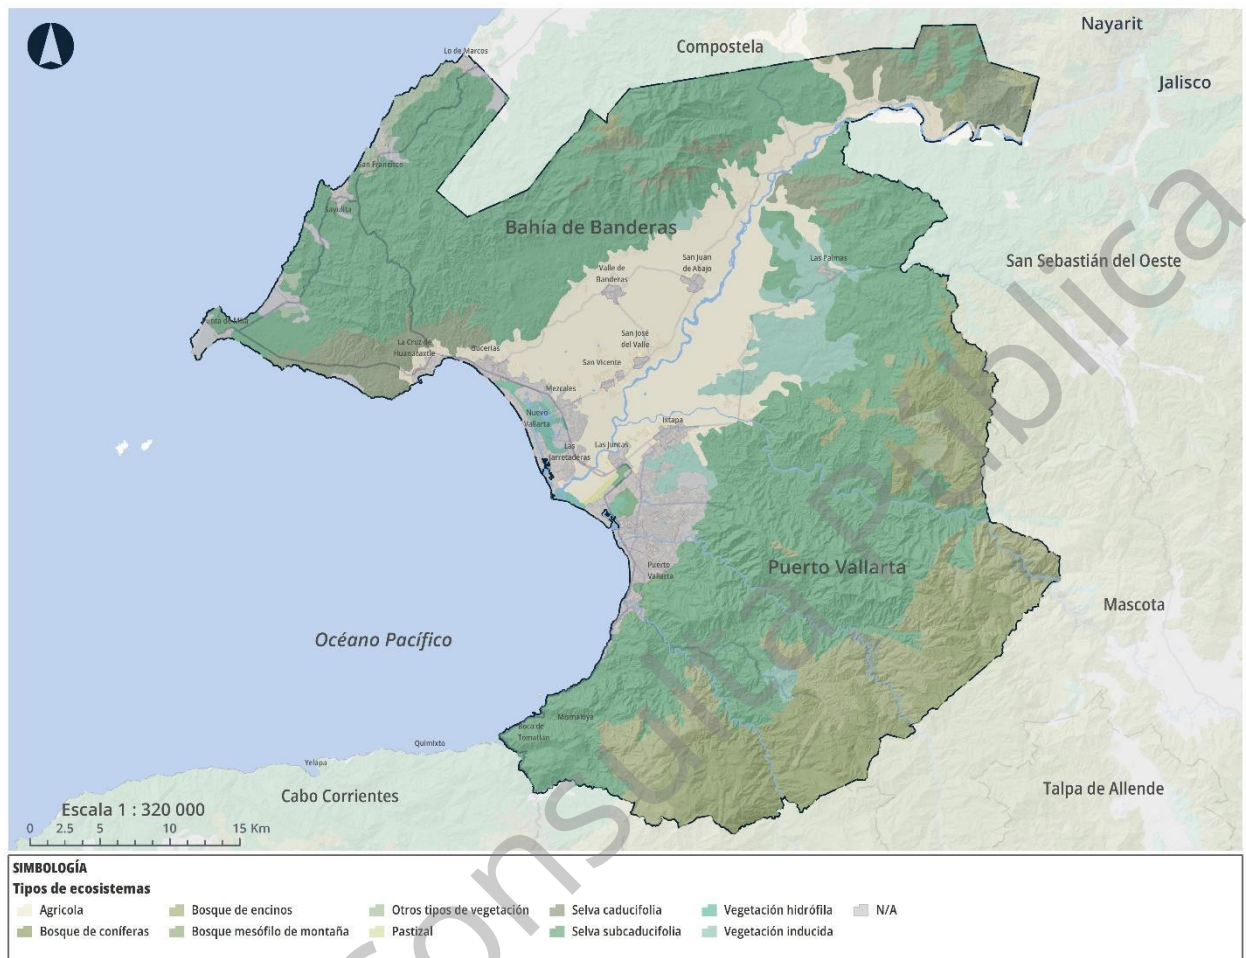 Nayarit
Compostela
Lo de Marcos
Jalisco
San Francisco
Sayulita
Bahía de Banderas
San Juan
de Abajo
Las Palmas
San Sebastián del Oeste
Valle de
Banderas
Punta de Mita
San José
del Valle
La Cruz de
Huanacaxtle
Bucerías
San Vicente
Mezcales
Nuevo
Vallarta
Ixtapa
Las Juntas
Las
Jarretaderas
Puerto
Vallarta
Puerto Vallarta
Mascota
Océano Pacífico
Mismaloya
Boca de
Tomatlán
Quimixto
Yelapa
Cabo Corrientes
Talpa de Allende
Escala 1 : 320 000
0 2.5 5 10 15 Km
Consulta Pública
SIMBOLOGÍA
Tipos de ecosistemas
Agricola
Bosque de encinos
Otros tipos de vegetación
Selva caducifolia
Vegetación hidrófila
N/A
Bosque de coníferas
Bosque mesófilo de montaña
Pastizal
Selva subcaducifolia
Vegetación inducida